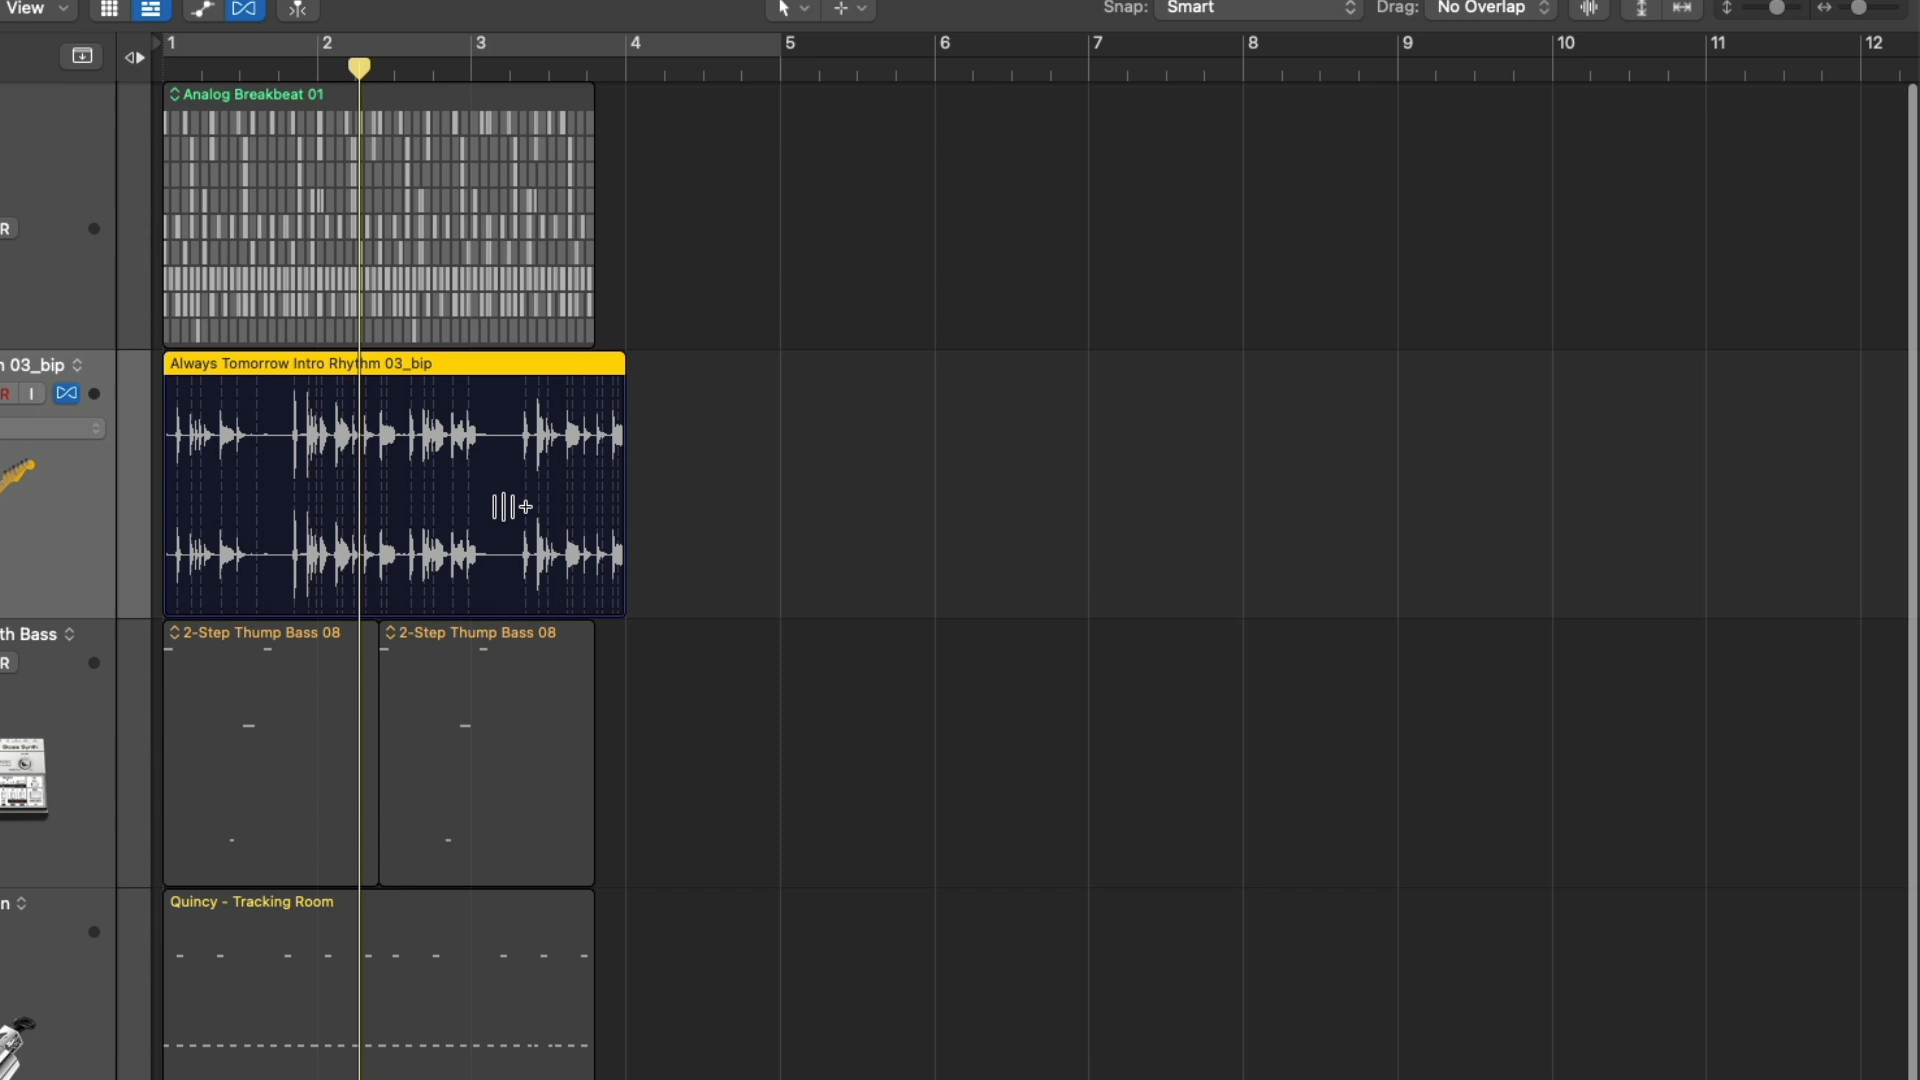 View
Snap: Smart Drag: No Overlap
1 2 3 4 5 6 7 8 9 10 11 12
Analog Breakbeat 01
R
03_bip
Always Tomorrow Intro Rhythm 03_bip
R I
th Bass
2-Step Thump Bass 08
2-Step Thump Bass 08
R
n
Quincy - Tracking Room